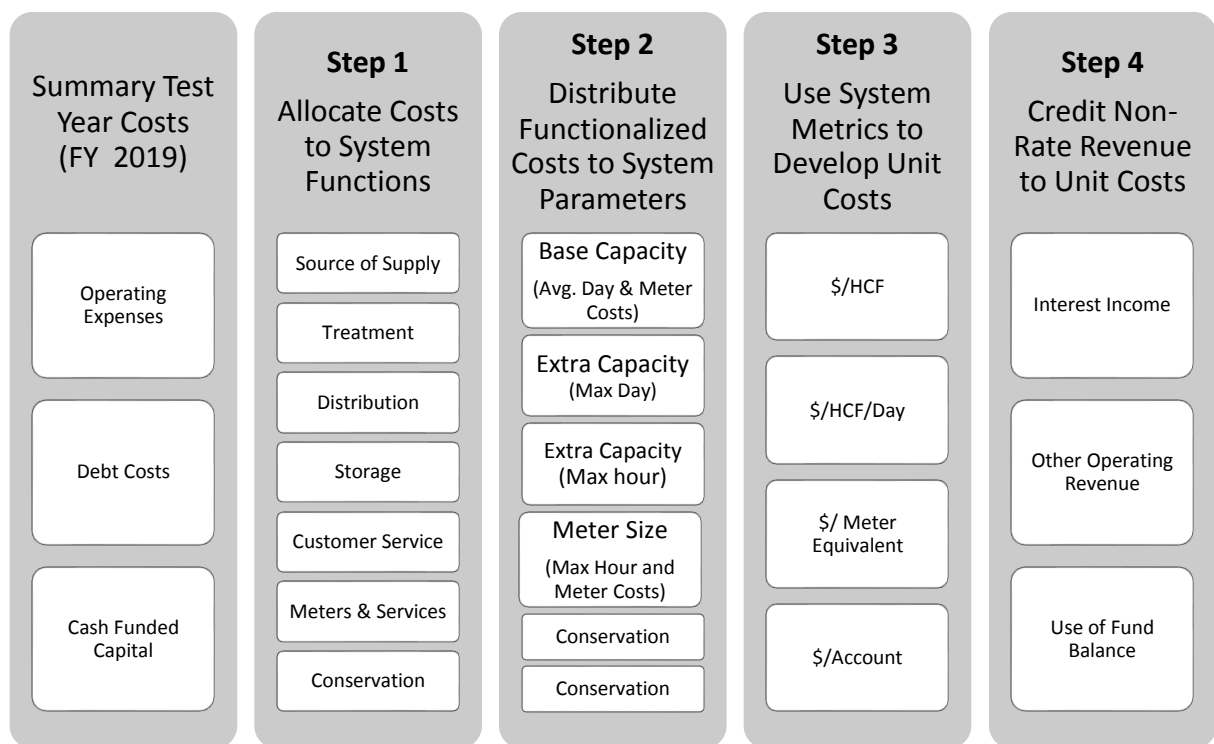 Summary Test
Year Costs
(FY  2019)
Operating
Expenses
Debt Costs
Cash Funded
Capital
Step 1
Allocate Costs
to System
Functions
Source of Supply
Treatment
Distribution
Storage
Customer Service
Meters & Services
Conservation
Step 2
Distribute
Functionalized
Costs to System
Parameters
Base Capacity
(Avg. Day & Meter
Costs)
Extra Capacity
(Max Day)
Extra Capacity
(Max hour)
Meter Size
(Max Hour and
Meter Costs)
Conservation
Conservation
Step 3
Use System
Metrics to
Develop Unit
Costs
$/HCF
$/HCF/Day
$/ Meter
Equivalent
$/Account
Step 4
Credit Non-
Rate Revenue
to Unit Costs
Interest Income
Other Operating
Revenue
Use of Fund
Balance